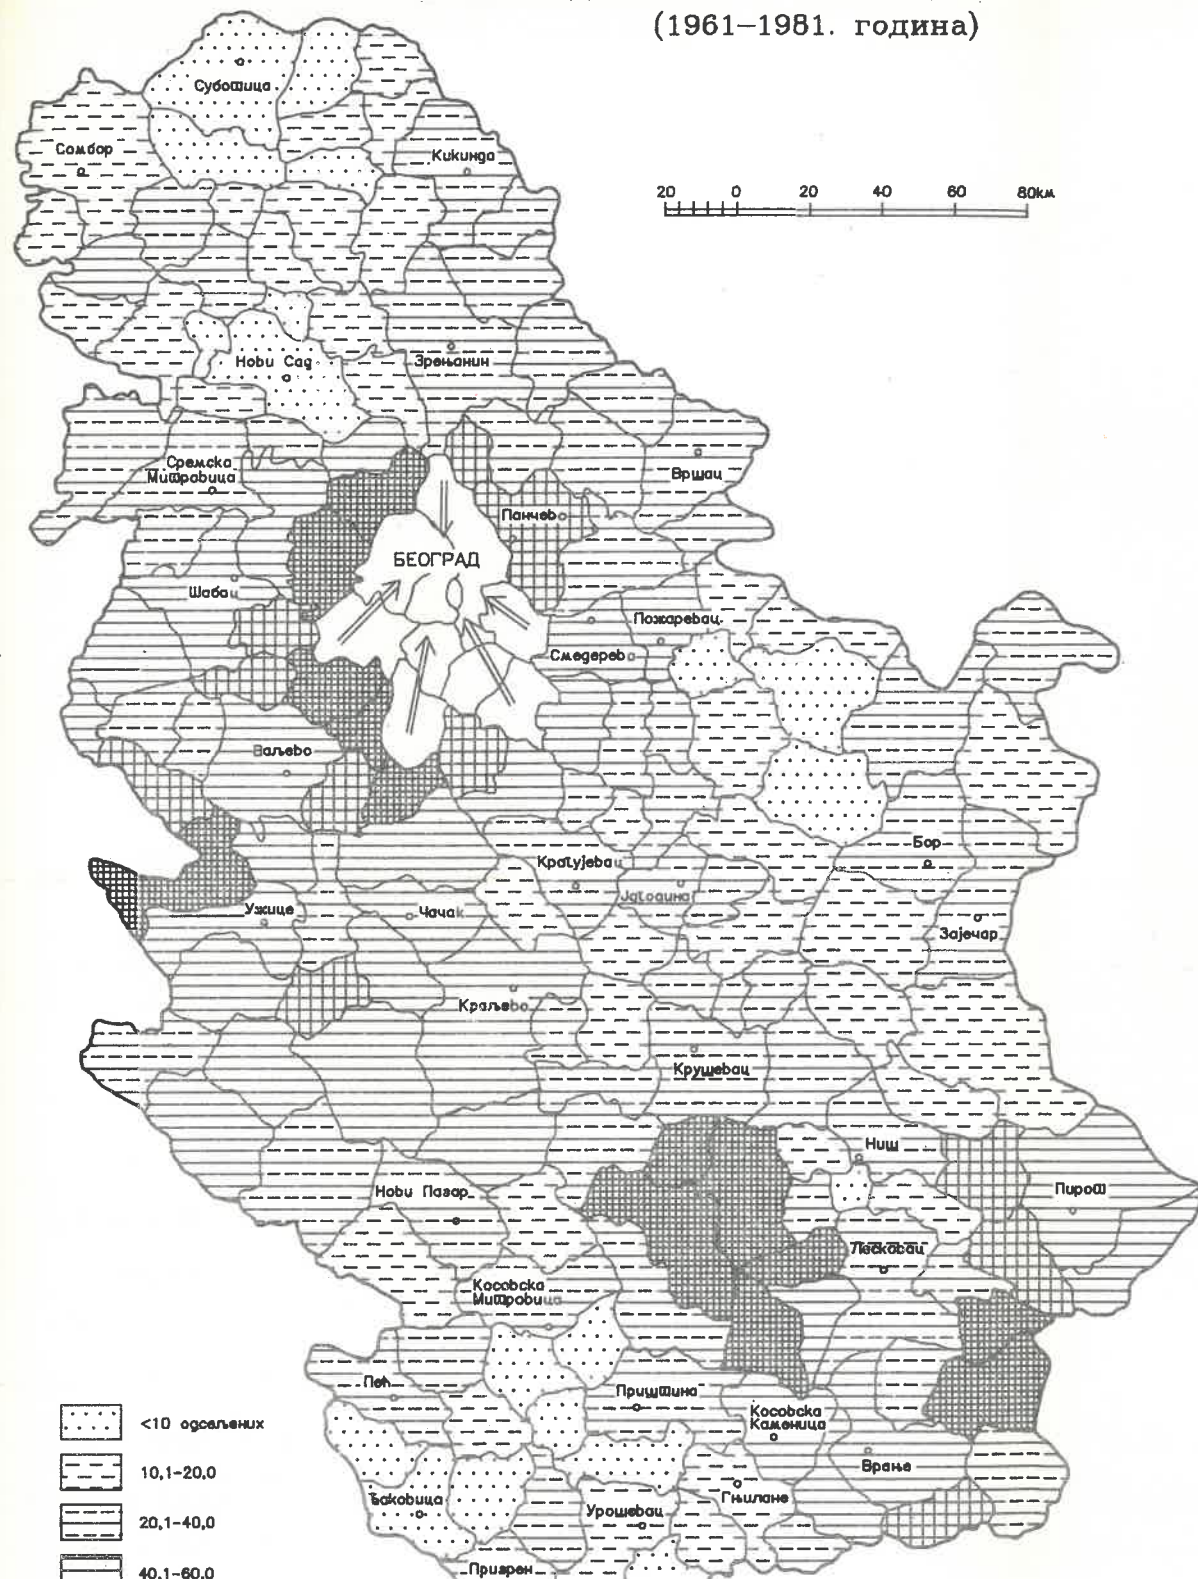 (1961–1981. година)
Суботица
Сомбор
Кикинда
20 0 20 40 60 80км
Нови Сад
Зрењанин
Сремска
Митровица
Вршац
Панчево
БЕОГРАД
Шабац
Пожаревац
Смедерево
Ваљево
Бор
Крагујевац
Јагодина
Ужице
Чачак
Зајечар
Краљево
Крушевац
Ниш
Нови Пазар
Пирот
Лесковац
Косовска
Митровица
Пећ
Приштина
Косовска
Каменица
Врање
Ђаковица
Гњилане
Урошевац
Призрен
<10 одсељених
10,1–20,0
20,1–40,0
40,1–60,0